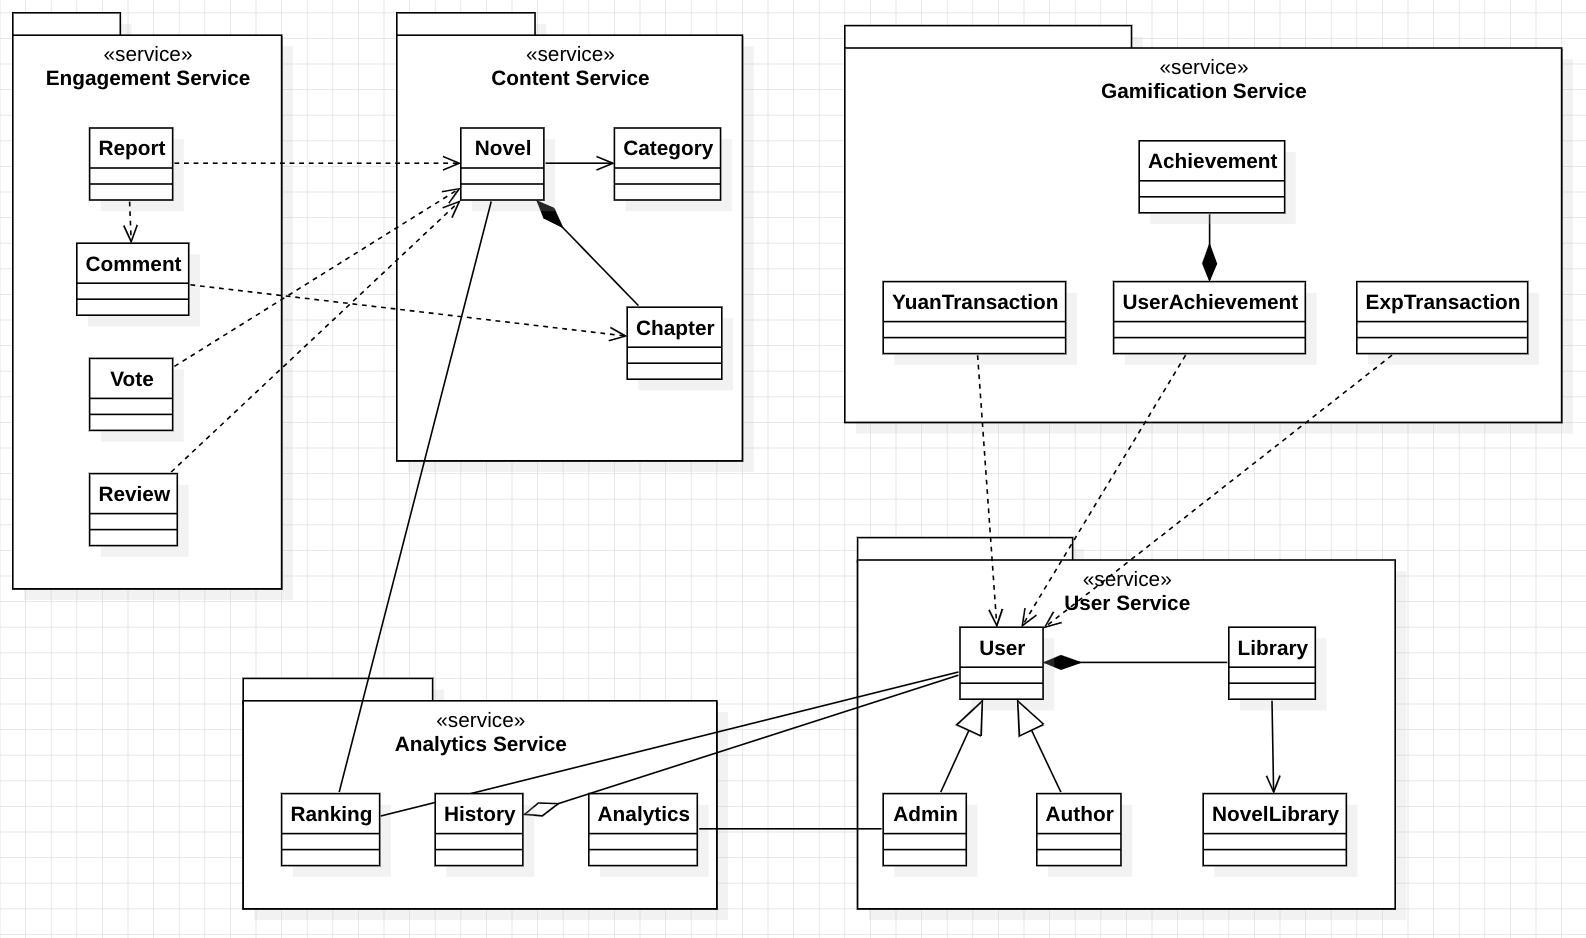 «service»
Engagement Service
Report
Comment
Vote
Review
«service»
Content Service
Novel
Category
Chapter
«service»
Gamification Service
Achievement
YuanTransaction
UserAchievement
ExpTransaction
«service»
User Service
User
Library
Admin
Author
NovelLibrary
«service»
Analytics Service
Ranking
History
Analytics